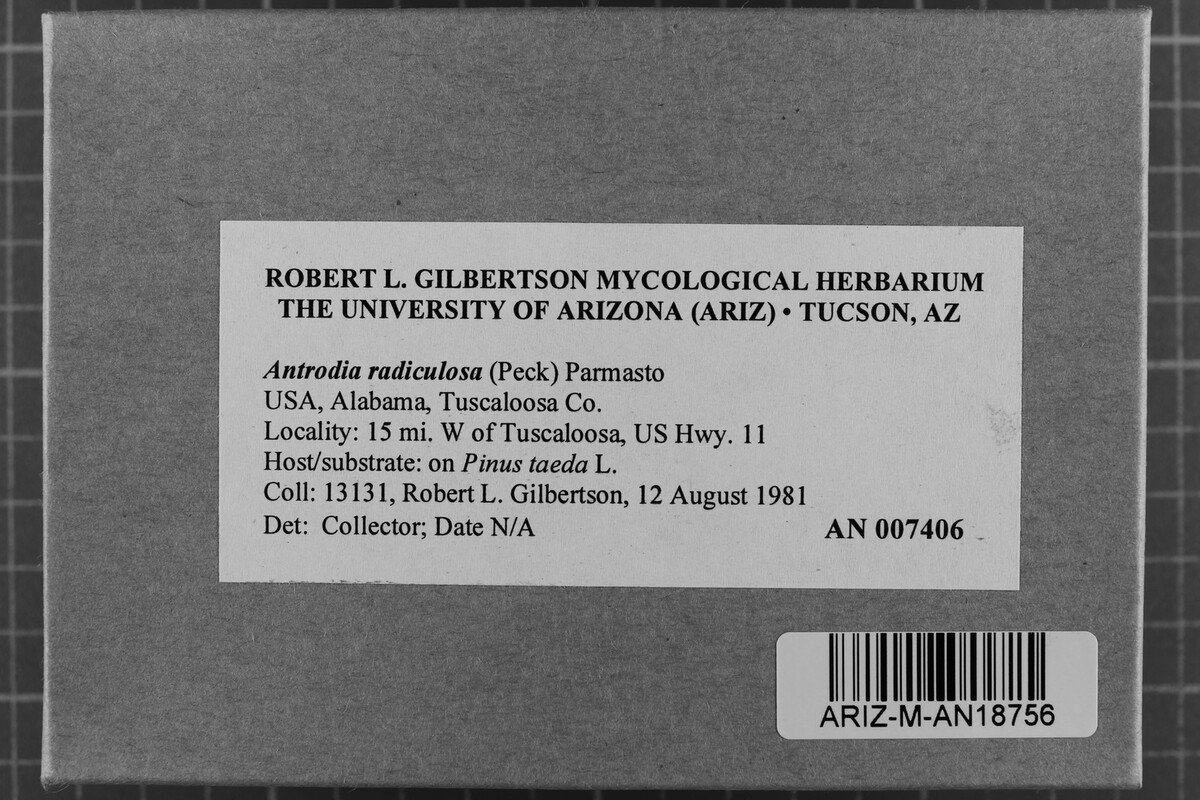 ROBERT L. GILBERTSON MYCOLOGICAL HERBARIUM
THE UNIVERSITY OF ARIZONA (ARIZ) • TUCSON, AZ
Antrodia radiculosa (Peck) Parmasto
USA, Alabama, Tuscaloosa Co.
Locality: 15 mi. W of Tuscaloosa, US Hwy. 11
Host/substrate: on Pinus taeda L.
Coll: 13131, Robert L. Gilbertson, 12 August 1981
Det: Collector; Date N/A AN 007406
ARIZ-M-AN18756